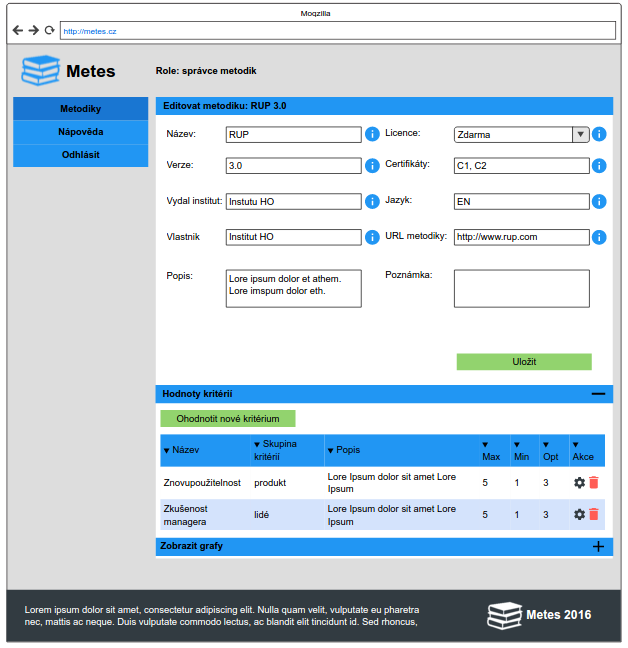 Moqzilla
http://metes.cz
Metes
Role: správce metodik
Metodiky
Nápověda
Odhlásit
Editovat metodiku: RUP 3.0
Název: RUP
Licence: Zdarma
Verze: 3.0
Certifikáty: C1, C2
Vydal institut: Instutu HO
Jazyk: EN
Vlastník Institut HO
URL metodiky: http://www.rup.com
Popis: Lore ipsum dolor et athem.
Lore imspum dolor eth.
Poznámka:
Uložit
Hodnoty kritérií
Ohodnotit nové kritérium
Název
Skupina
kritérií
Popis
Max
Min
Opt
Akce
Znovupoužitelnost
produkt
Lore Ipsum dolor sit amet Lore
Ipsum
5
1
3
Zkušenost
managera
lidé
Lore Ipsum dolor sit amet Lore
Ipsum
5
1
3
Zobrazit grafy
Lorem ipsum dolor sit amet, consectetur adipiscing elit. Nulla quam velit, vulputate eu pharetra
nec, mattis ac neque. Duis vulputate commodo lectus, ac blandit elit tincidunt id. Sed rhoncus,
Metes 2016